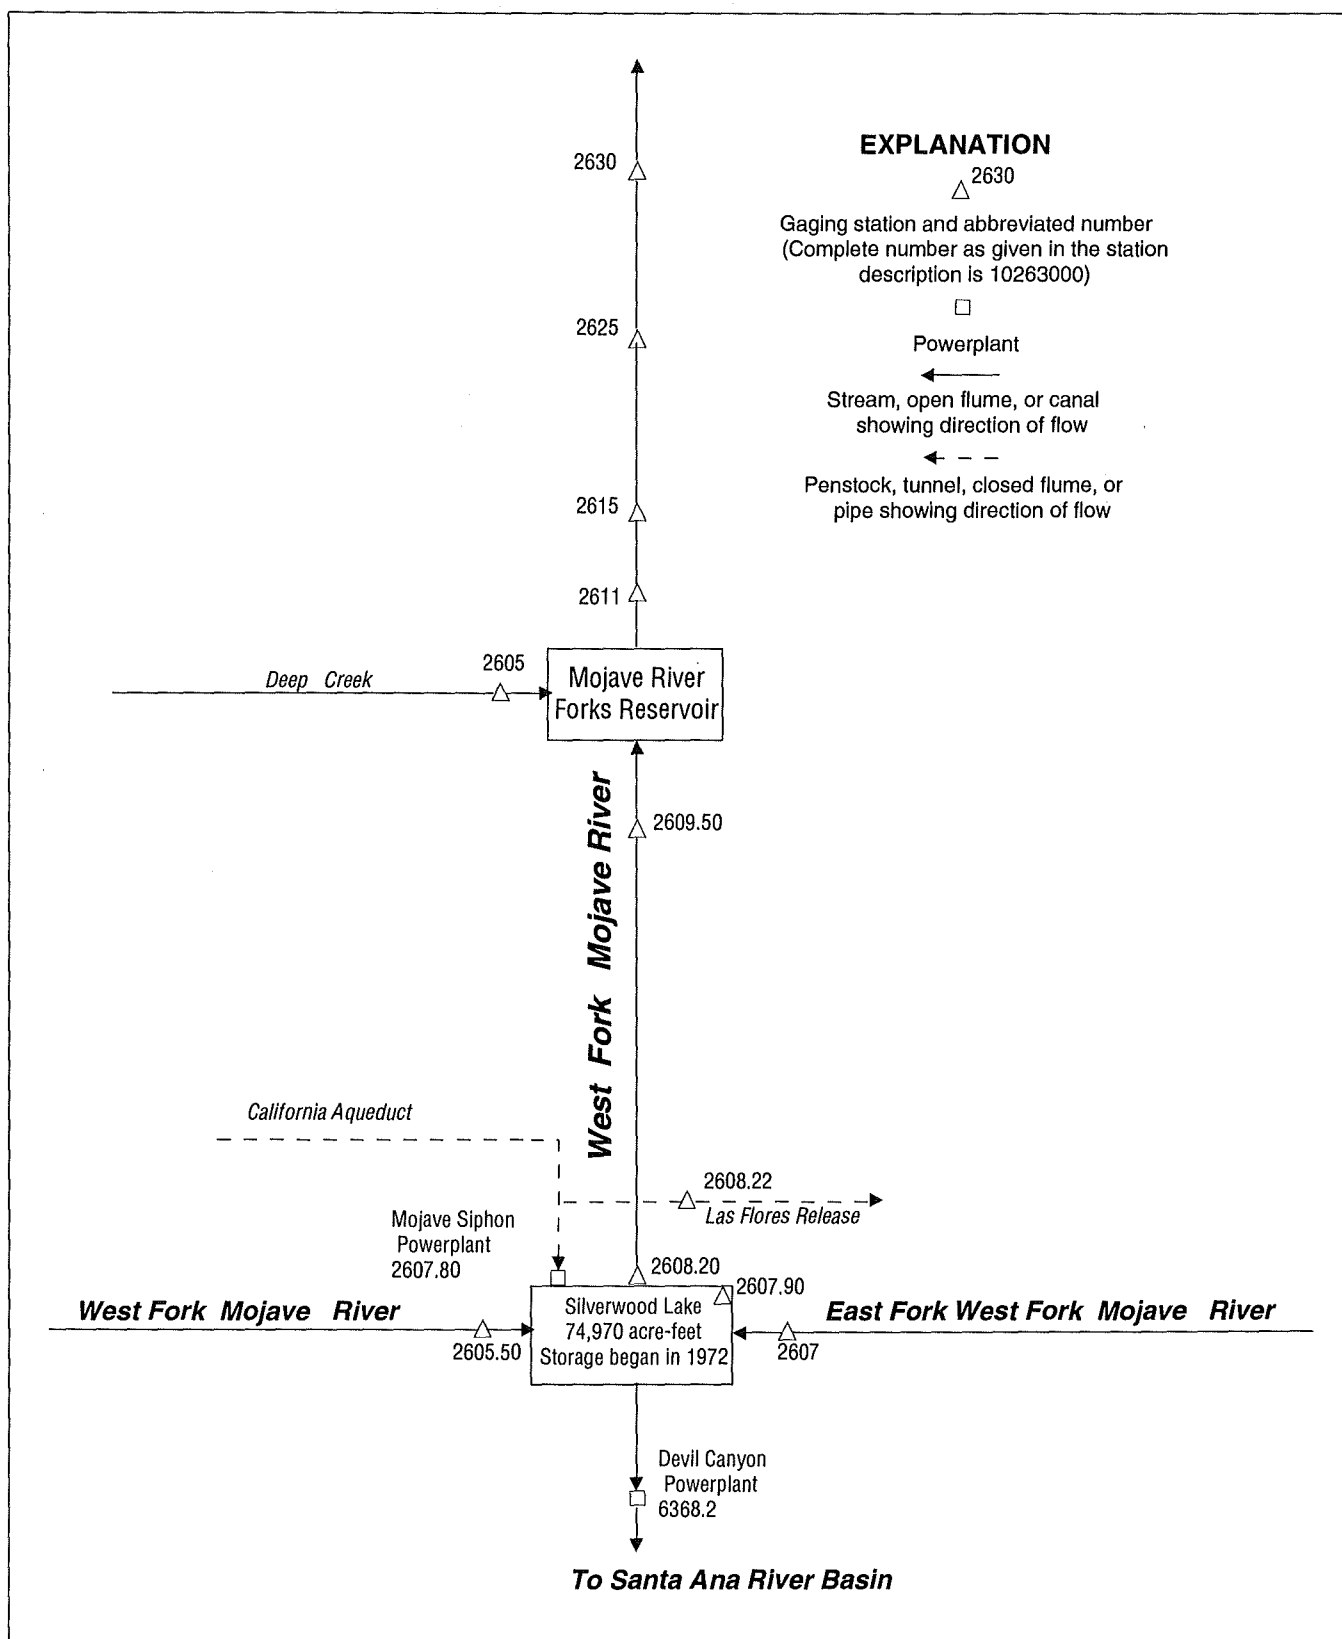 EXPLANATION
2630
Gaging station and abbreviated number
(Complete number as given in the station
description is 10263000)
Powerplant
Stream, open flume, or canal
showing direction of flow
Penstock, tunnel, closed flume, or
pipe showing direction of flow
2630
2625
2615
2611
2605
Deep Creek
Mojave River
Forks Reservoir
2609.50
West Fork Mojave River
California Aqueduct
2608.22
Las Flores Release
Mojave Siphon
Powerplant
2607.80
2608.20
2607.90
West Fork Mojave River
2605.50
Silverwood Lake
74,970 acre-feet
Storage began in 1972
East Fork West Fork Mojave River
2607
Devil Canyon
Powerplant
6368.2
To Santa Ana River Basin